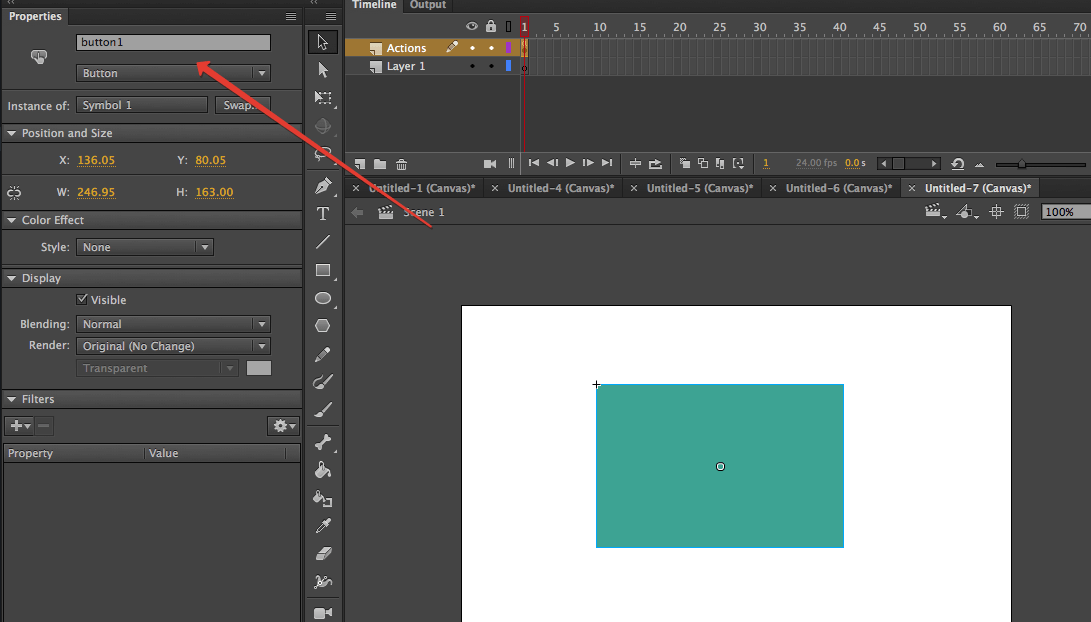 Properties
button1
Button
Instance of: Symbol 1 Swap...
Position and Size
X: 136.05 Y: 80.05
W: 246.95 H: 163.00
Color Effect
Style: None
Display
Visible
Blending: Normal
Render: Original (No Change)
Transparent
Filters
Property Value
Timeline Output
1 5 10 15 20 25 30 35 40 45 50 55 60 65 70
Actions
Layer 1
1 24.00 fps 0.0 s
Untitled-1 (Canvas)* Untitled-4 (Canvas)* Untitled-5 (Canvas)* Untitled-6 (Canvas)* Untitled-7 (Canvas)*
Scene 1 100%